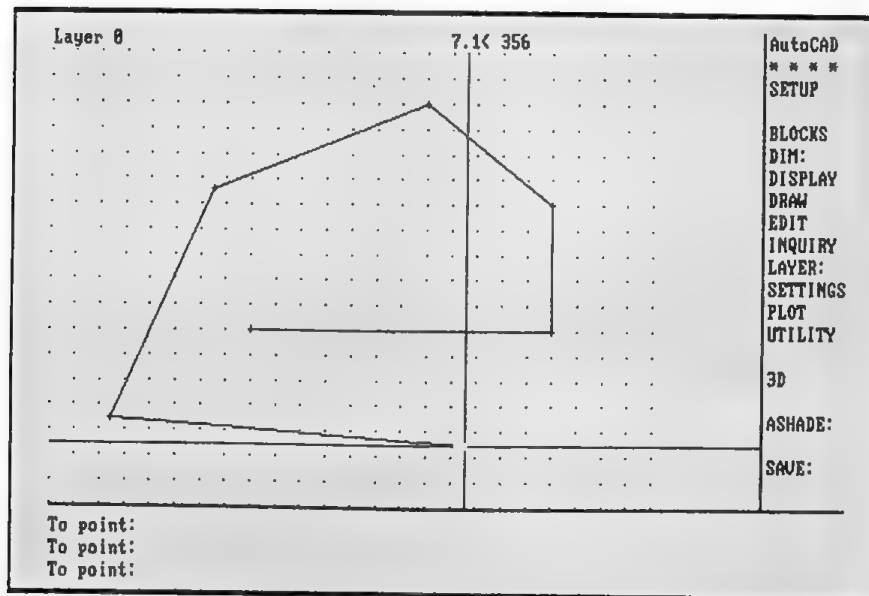 Layer 0
7.1< 356
AutoCAD
* * * *
SETUP
BLOCKS
DIM:
DISPLAY
DRAW
EDIT
INQUIRY
LAYER:
SETTINGS
PLOT
UTILITY
3D
ASHADE:
SAVE:
To point:
To point:
To point: